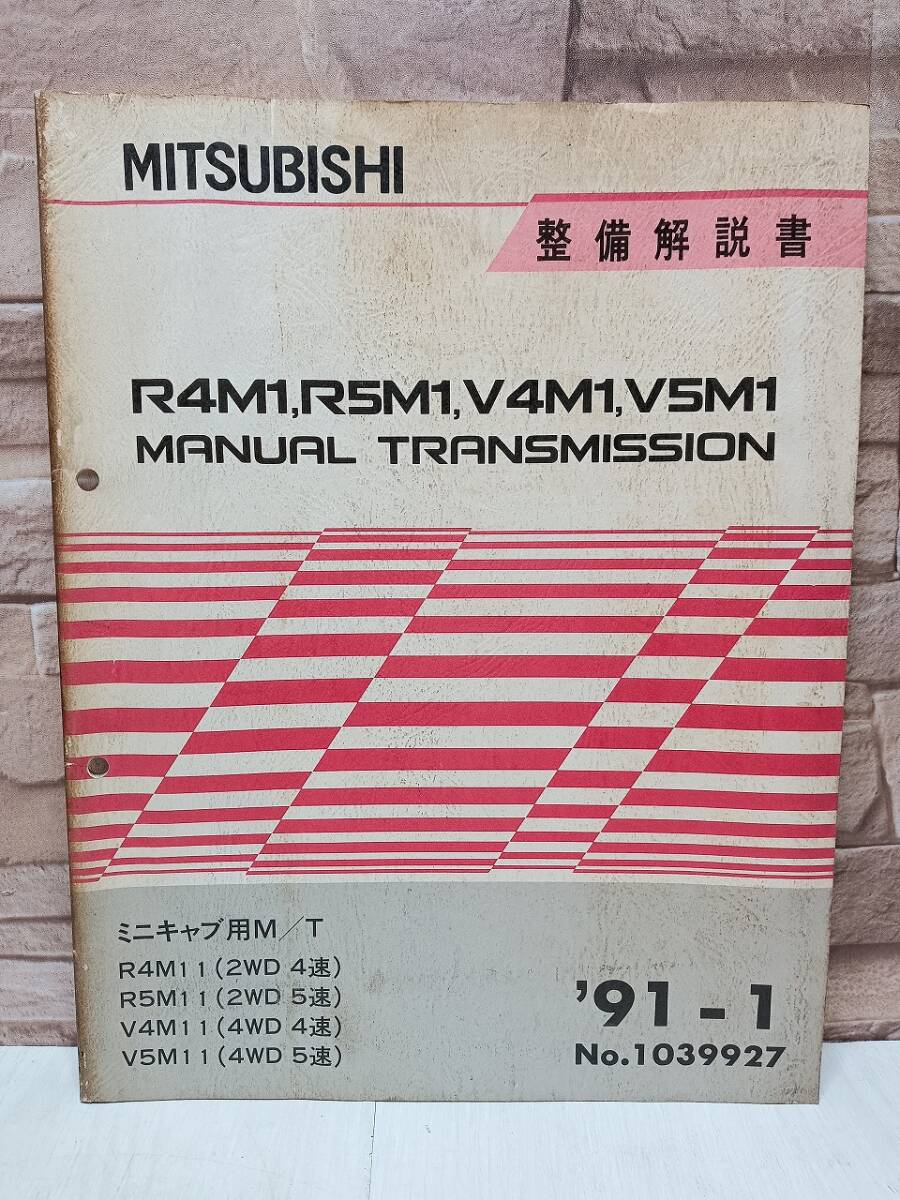 MITSUBISHI
整備解説書
R4M1,R5M1,V4M1,V5M1
MANUAL TRANSMISSION
ミニキャブ用M/T
R4M11(2WD 4速)
R5M11(2WD 5速)
V4M11(4WD 4速)
V5M11(4WD 5速)
'91-1
No.1039927